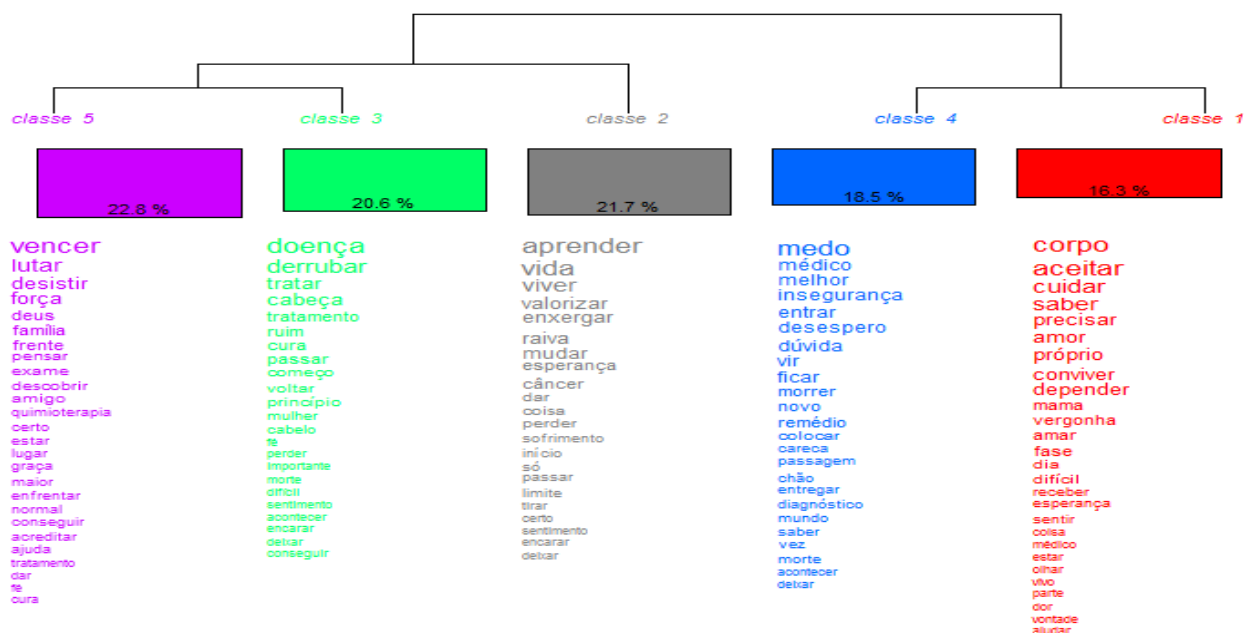 classe 5
classe 3
classe 2
classe 4
classe 1
22.8 %
20.6 %
21.7 %
18.5 %
16.3 %
vencer
lutar
desistir
força
deus
família
frente
pensar
exame
descobrir
amigo
quimioterapia
certo
estar
lugar
graça
maior
enfrentar
normal
conseguir
acreditar
ajuda
tratamento
dar
fé
cura
doença
derrubar
tratar
cabeça
tratamento
ruim
cura
passar
começo
voltar
princípio
mulher
cabelo
fé
perder
importante
morte
difícil
sentimento
acontecer
encarar
deixar
conseguir
aprender
vida
viver
valorizar
enxergar
raiva
mudar
esperança
câncer
dar
coisa
perder
sofrimento
início
só
passar
limite
tirar
certo
sentimento
encarar
deixar
medo
médico
melhor
insegurança
entrar
desespero
dúvida
vir
ficar
morrer
novo
remédio
colocar
careca
passagem
chão
entregar
diagnóstico
mundo
saber
vez
morte
acontecer
deixar
corpo
aceitar
cuidar
saber
precisar
amor
próprio
conviver
depender
mama
vergonha
amar
fase
dia
difícil
receber
esperança
sentir
coisa
médico
estar
olhar
vivo
parte
dor
vontade
ajudar